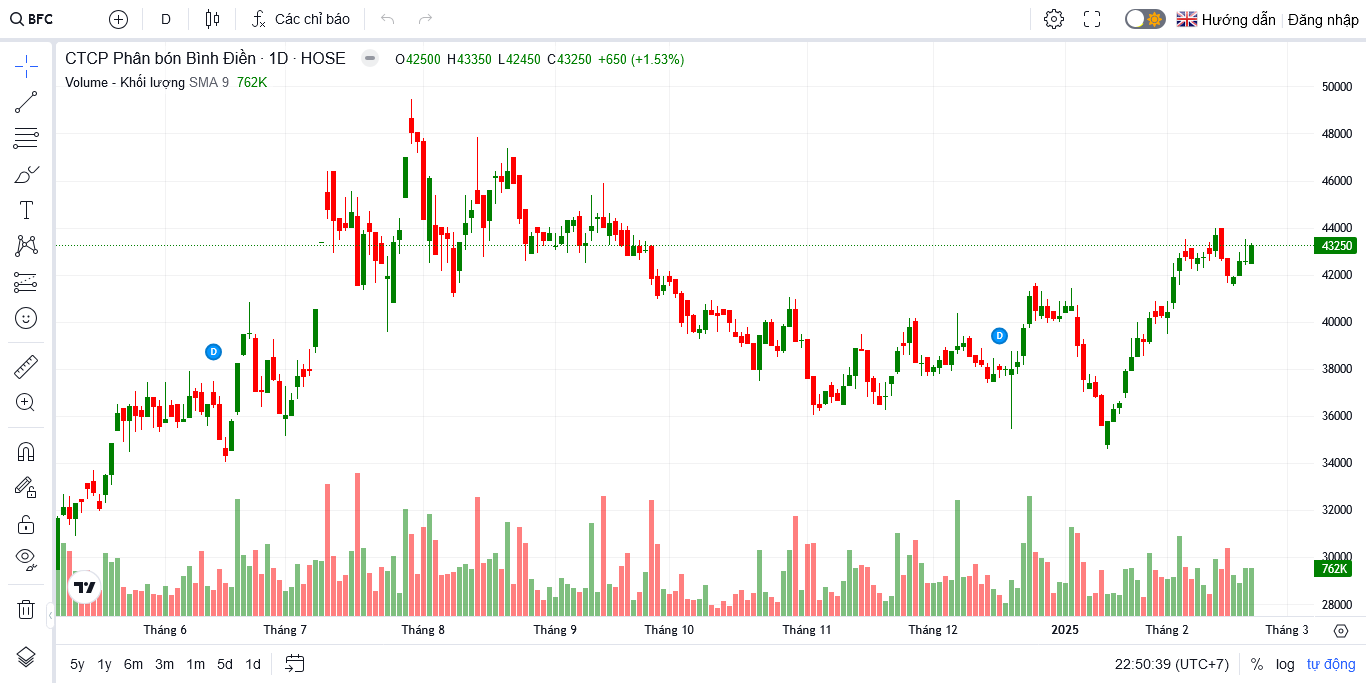 BFC D Các chỉ báo Hướng dẫn Đăng nhập
CTCP Phân bón Bình Điền · 1D · HOSE O42500 H43350 L42450 C43250 +650 (+1.53%)
Volume - Khối lượng SMA 9 762K
50000
48000
46000
44000
43250
42000
40000
D
D
38000
36000
34000
32000
30000
762K
28000
Tháng 6 Tháng 7 Tháng 8 Tháng 9 Tháng 10 Tháng 11 Tháng 12 2025 Tháng 2 Tháng 3
5y 1y 6m 3m 1m 5d 1d 22:50:39 (UTC+7) % log tự động